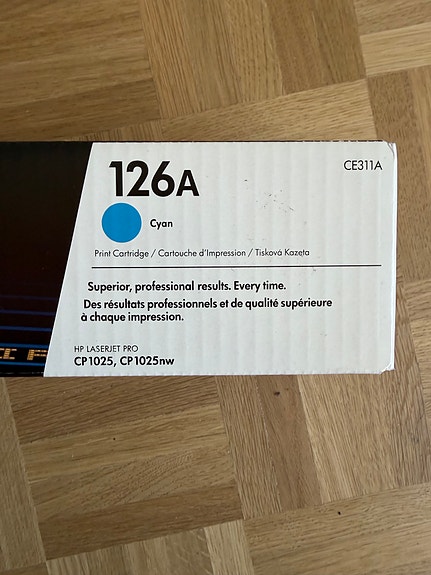 126A
CE311A
Cyan
Print Cartridge / Cartouche d'Impression / Tisková Kazeta
Superior, professional results. Every time.
Des résultats professionnels et de qualité supérieure
à chaque impression.
HP LASERJET PRO
CP1025, CP1025nw